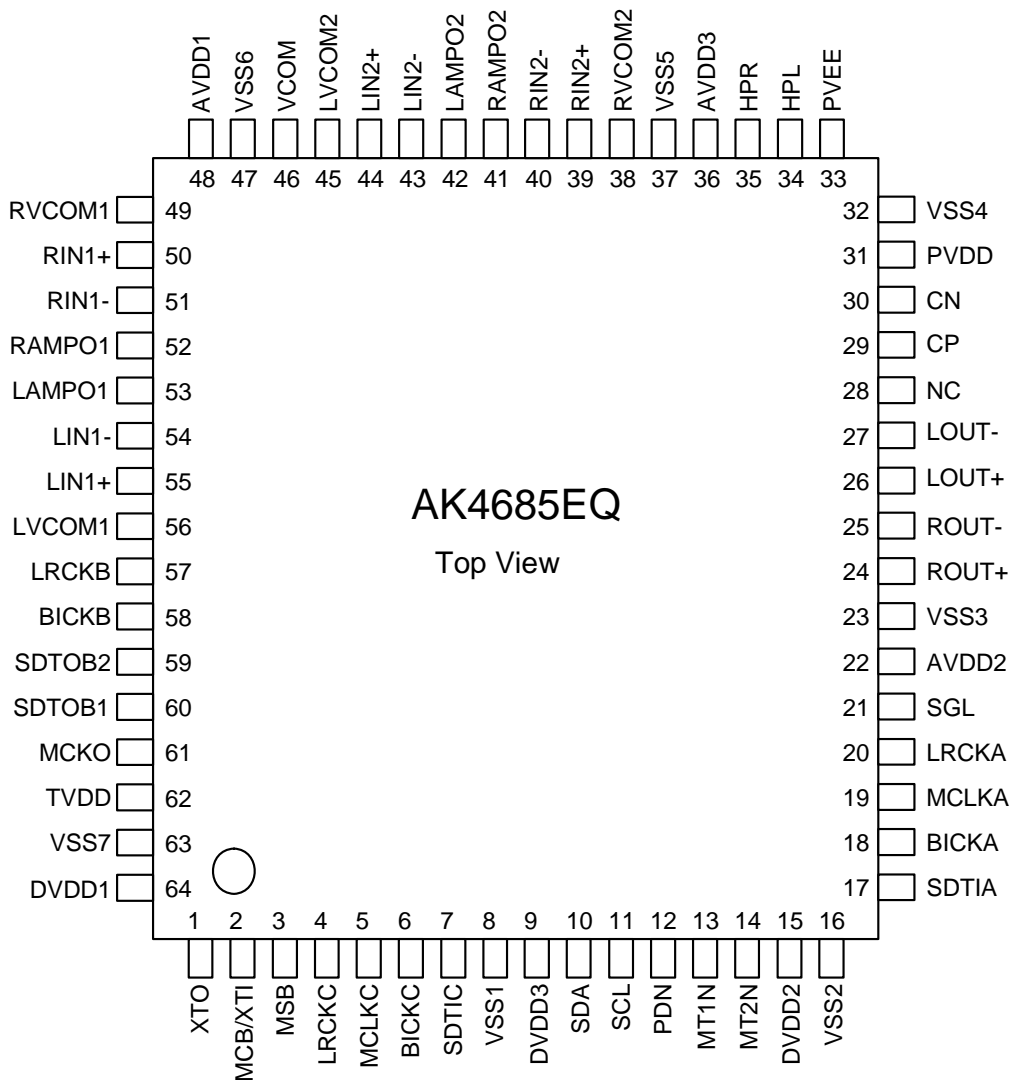 AVDD1 VSS6 VCOM LVCOM2 LIN2+ LIN2- LAMPO2 RAMPO2 RIN2- RIN2+ RVCOM2 VSS5 AVDD3 HPR HPL PVEE
48 47 46 45 44 43 42 41 40 39 38 37 36 35 34 33
RVCOM1 49 32 VSS4
RIN1+ 50 31 PVDD
RIN1- 51 30 CN
RAMPO1 52 29 CP
LAMPO1 53 28 NC
LIN1- 54 27 LOUT-
LIN1+ 55 26 LOUT+
AK4685EQ
LVCOM1 56 25 ROUT-
Top View
LRCKB 57 24 ROUT+
BICKB 58 23 VSS3
SDTOB2 59 22 AVDD2
SDTOB1 60 21 SGL
MCKO 61 20 LRCKA
TVDD 62 19 MCLKA
VSS7 63 18 BICKA
DVDD1 64 17 SDTIA
1 2 3 4 5 6 7 8 9 10 11 12 13 14 15 16
XTO MCB/XTI MSB LRCKC MCLKC BICKC SDTIC VSS1 DVDD3 SDA SCL PDN MT1N MT2N DVDD2 VSS2